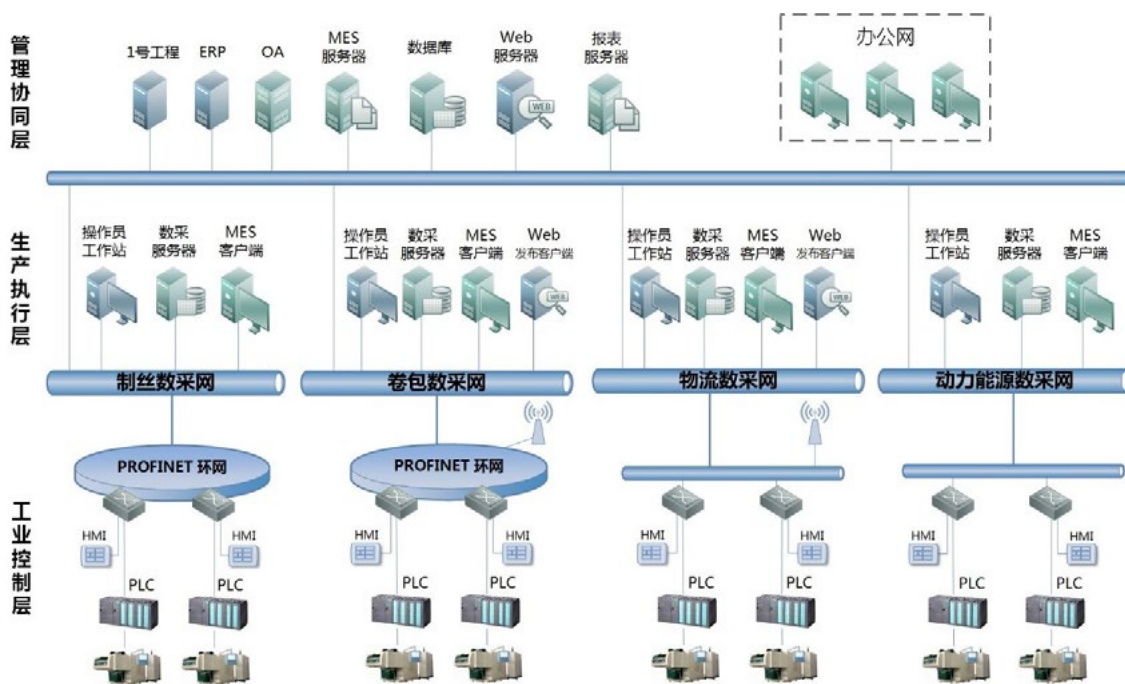 管理协同层
1号工程
ERP
OA
MES
服务器
数据库
Web
服务器
WEB
报表
服务器
办公网
生产执行层
操作员
工作站
数采
服务器
MES
客户端
操作员
工作站
数采
服务器
MES
客户端
Web
发布客户端
WEB
操作员
工作站
数采
服务器
MES
客户端
Web
发布客户端
WEB
操作员
工作站
数采
服务器
MES
客户端
制丝数采网
卷包数采网
物流数采网
动力能源数采网
工业控制层
PROFINET 环网
PROFINET 环网
HMI
HMI
HMI
HMI
HMI
HMI
HMI
HMI
PLC
PLC
PLC
PLC
PLC
PLC
PLC
PLC